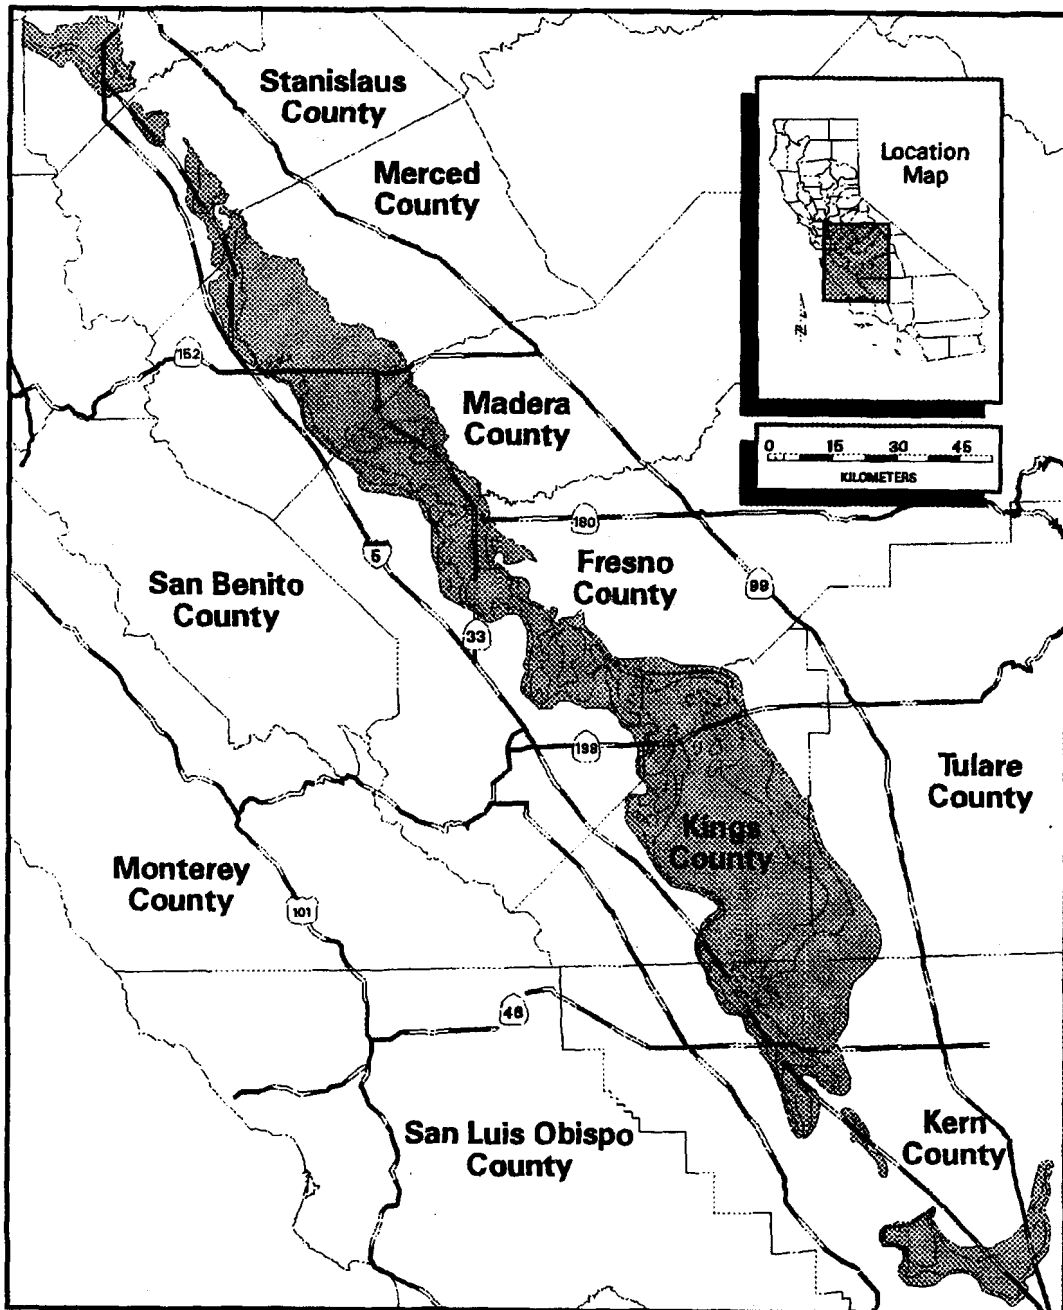 Stanislaus
County
Merced
County
Location
Map
N
152
Madera
County
0 15 30 45
KILOMETERS
180
5
Fresno
County
99
San Benito
County
33
198
Tulare
County
Kings
County
Monterey
County
101
46
San Luis Obispo
County
Kern
County